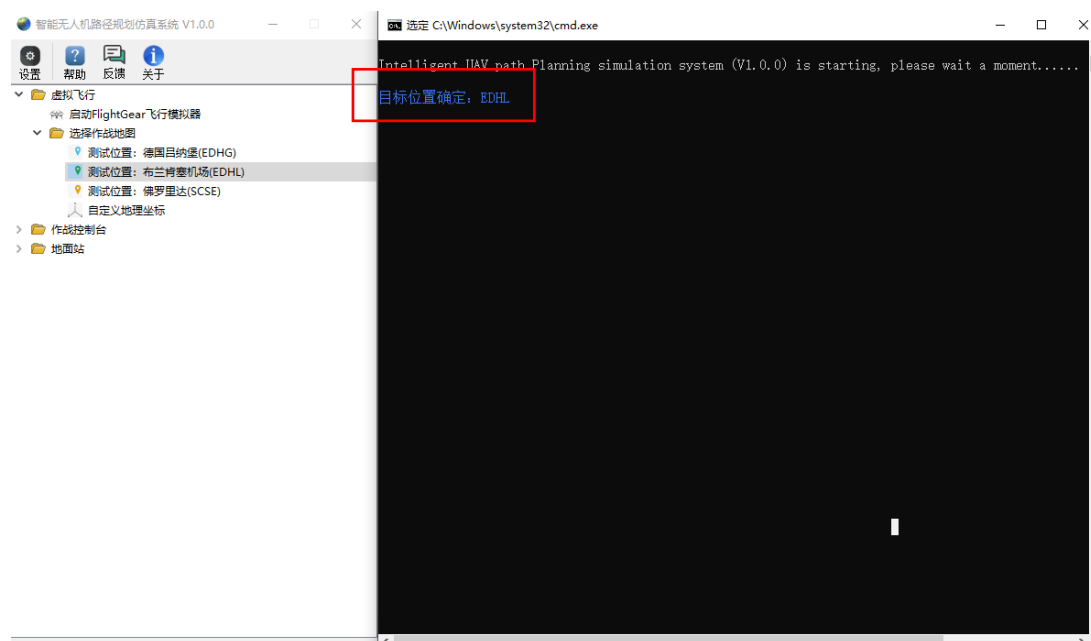 智能无人机路径规划仿真系统 V1.0.0
设置 帮助 反馈 关于
虚拟飞行
启动FlightGear飞行模拟器
选择作战地图
测试位置：德国吕纳堡(EDHG)
测试位置：布兰肯塞机场(EDHL)
测试位置：佛罗里达(SCSE)
自定义地理坐标
作战控制台
地面站
选定 C:\Windows\system32\cmd.exe
Intelligent UAV path Planning simulation system (V1.0.0) is starting, please wait a moment......
目标位置确定：EDHL